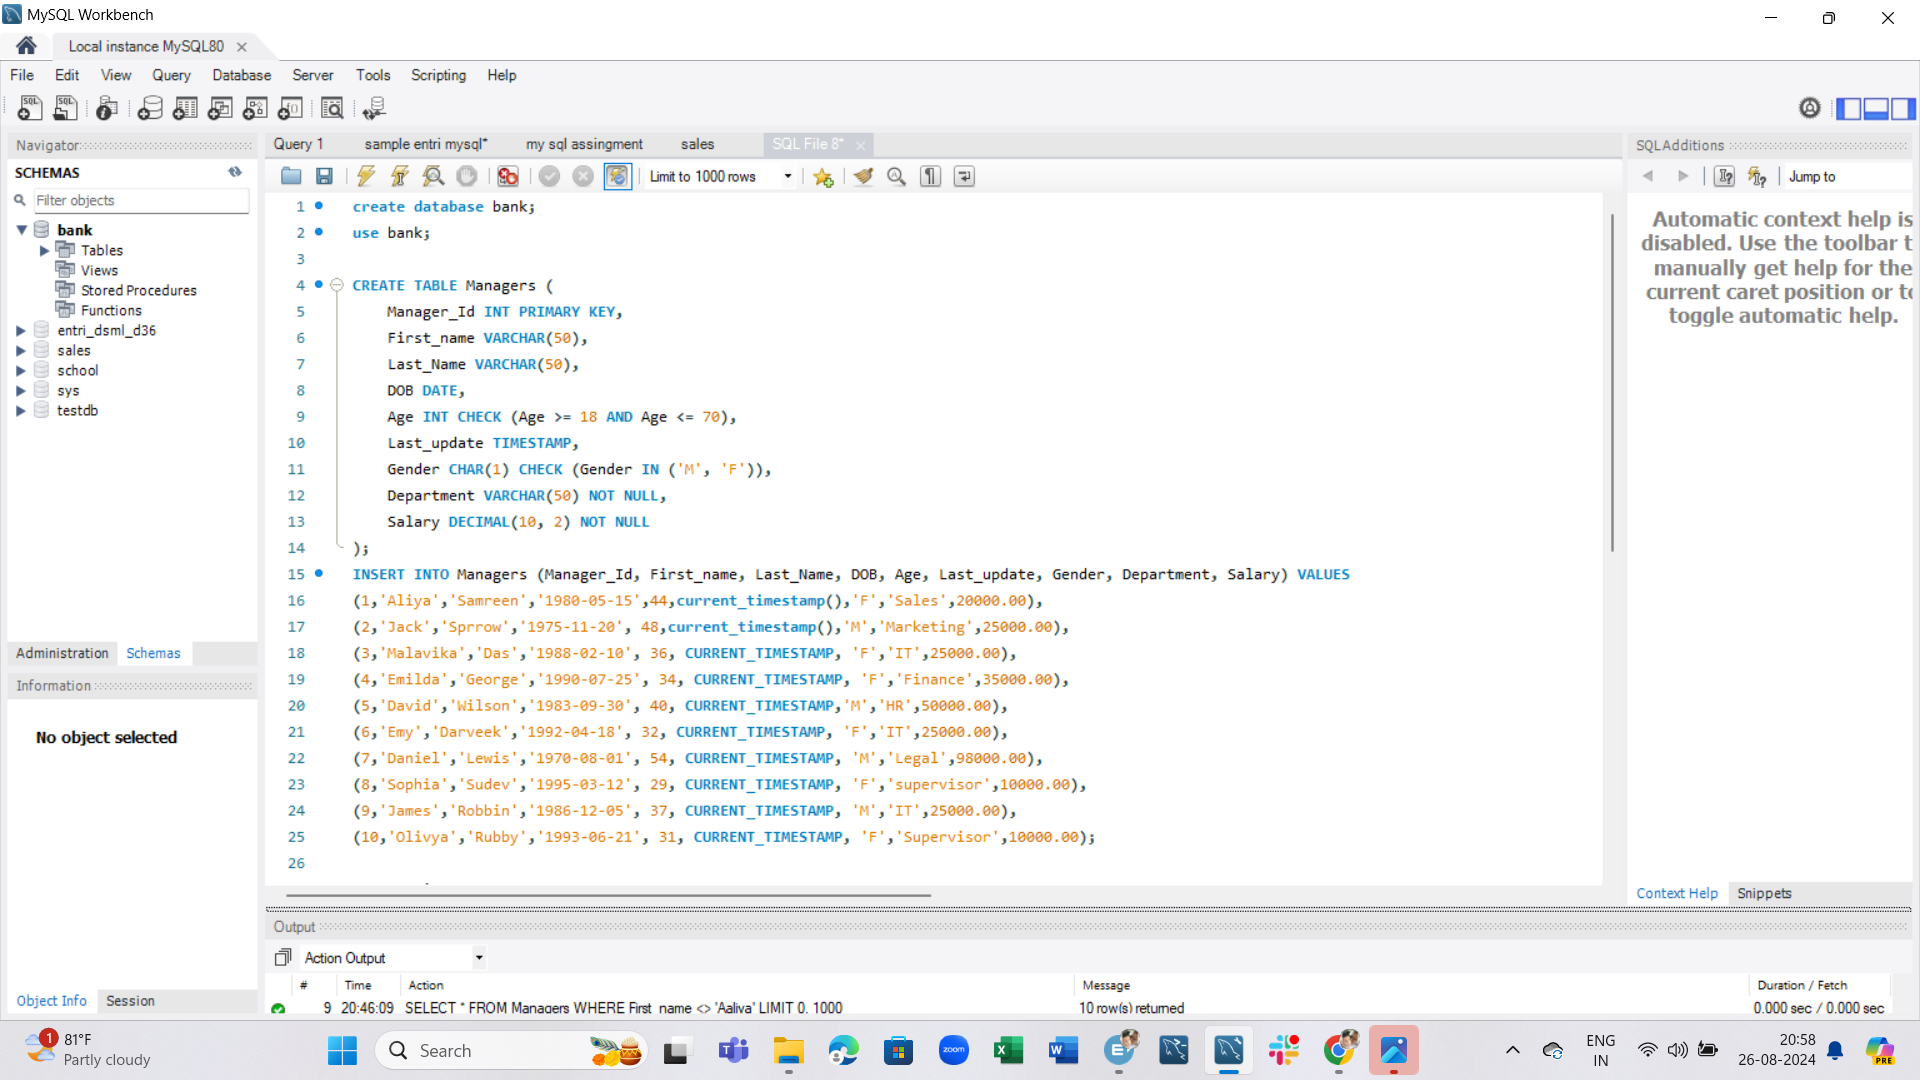 MySQL Workbench
Local instance MySQL80
File Edit View Query Database Server Tools Scripting Help
Navigator
SCHEMAS
Filter objects
bank
Tables
Views
Stored Procedures
Functions
entri_dsml_d36
sales
school
sys
testdb
Administration Schemas
Information
No object selected
Object Info Session
Query 1 sample entri mysql* my sql assingment sales SQL File 8*
Limit to 1000 rows
1 create database bank;
2 use bank;
3
4 CREATE TABLE Managers (
5 Manager_Id INT PRIMARY KEY,
6 First_name VARCHAR(50),
7 Last_Name VARCHAR(50),
8 DOB DATE,
9 Age INT CHECK (Age >= 18 AND Age <= 70),
10 Last_update TIMESTAMP,
11 Gender CHAR(1) CHECK (Gender IN ('M', 'F')),
12 Department VARCHAR(50) NOT NULL,
13 Salary DECIMAL(10, 2) NOT NULL
14 );
15 INSERT INTO Managers (Manager_Id, First_name, Last_Name, DOB, Age, Last_update, Gender, Department, Salary) VALUES
16 (1,'Aliya','Samreen','1980-05-15',44,current_timestamp(),'F','Sales',20000.00),
17 (2,'Jack','Sprrow','1975-11-20', 48,current_timestamp(),'M','Marketing',25000.00),
18 (3,'Malavika','Das','1988-02-10', 36, CURRENT_TIMESTAMP, 'F','IT',25000.00),
19 (4,'Emilda','George','1990-07-25', 34, CURRENT_TIMESTAMP, 'F','Finance',35000.00),
20 (5,'David','Wilson','1983-09-30', 40, CURRENT_TIMESTAMP,'M','HR',50000.00),
21 (6,'Emy','Darveek','1992-04-18', 32, CURRENT_TIMESTAMP, 'F','IT',25000.00),
22 (7,'Daniel','Lewis','1970-08-01', 54, CURRENT_TIMESTAMP, 'M','Legal',98000.00),
23 (8,'Sophia','Sudev','1995-03-12', 29, CURRENT_TIMESTAMP, 'F','supervisor',10000.00),
24 (9,'James','Robbin','1986-12-05', 37, CURRENT_TIMESTAMP, 'M','IT',25000.00),
25 (10,'Olivya','Rubby','1993-06-21', 31, CURRENT_TIMESTAMP, 'F','Supervisor',10000.00);
26
SQLAdditions
Jump to
Automatic context help is
disabled. Use the toolbar t
manually get help for the
current caret position or to
toggle automatic help.
Context Help Snippets
Output
Action Output
# Time Action Message Duration / Fetch
9 20:46:09 SELECT * FROM Managers WHERE First_name <> 'Aaliya' LIMIT 0, 1000 10 row(s) returned 0.000 sec / 0.000 sec
1
81°F
Partly cloudy
Search
zoom
ENG
IN
20:58
26-08-2024
PRE